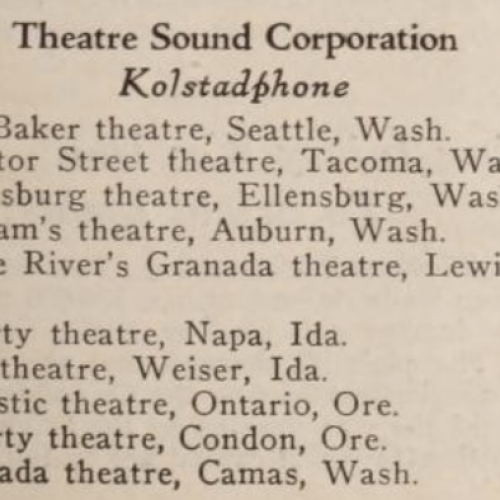 Theatre Sound Corporation
Kolstadphone
Baker theatre, Seattle, Wash.
tor Street theatre, Tacoma, Wa
sburg theatre, Ellensburg, Was
am's theatre, Auburn, Wash.
e River's Granada theatre, Lewi
ty theatre, Napa, Ida.
theatre, Weiser, Ida.
stic theatre, Ontario, Ore.
rty theatre, Condon, Ore.
ada theatre, Camas, Wash.